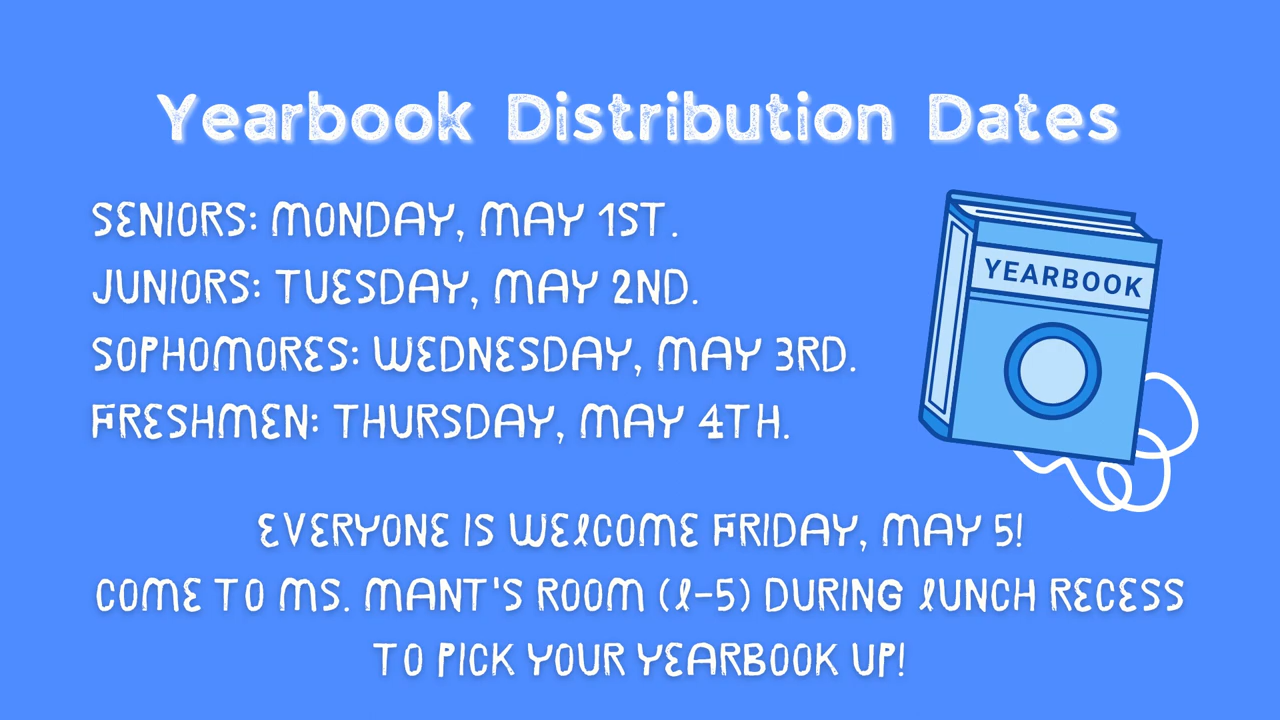 Yearbook Distribution Dates
SENIORS: MONDAY, MAY 1ST.
JUNIORS: TUESDAY, MAY 2ND.
SOPHOMORES: WEDNESDAY, MAY 3RD.
FRESHMEN: THURSDAY, MAY 4TH.
YEARBOOK
EVERYONE IS WELCOME FRIDAY, MAY 5!
COME TO MS. MANT'S ROOM (L-5) DURING LUNCH RECESS
TO PICK YOUR YEARBOOK UP!